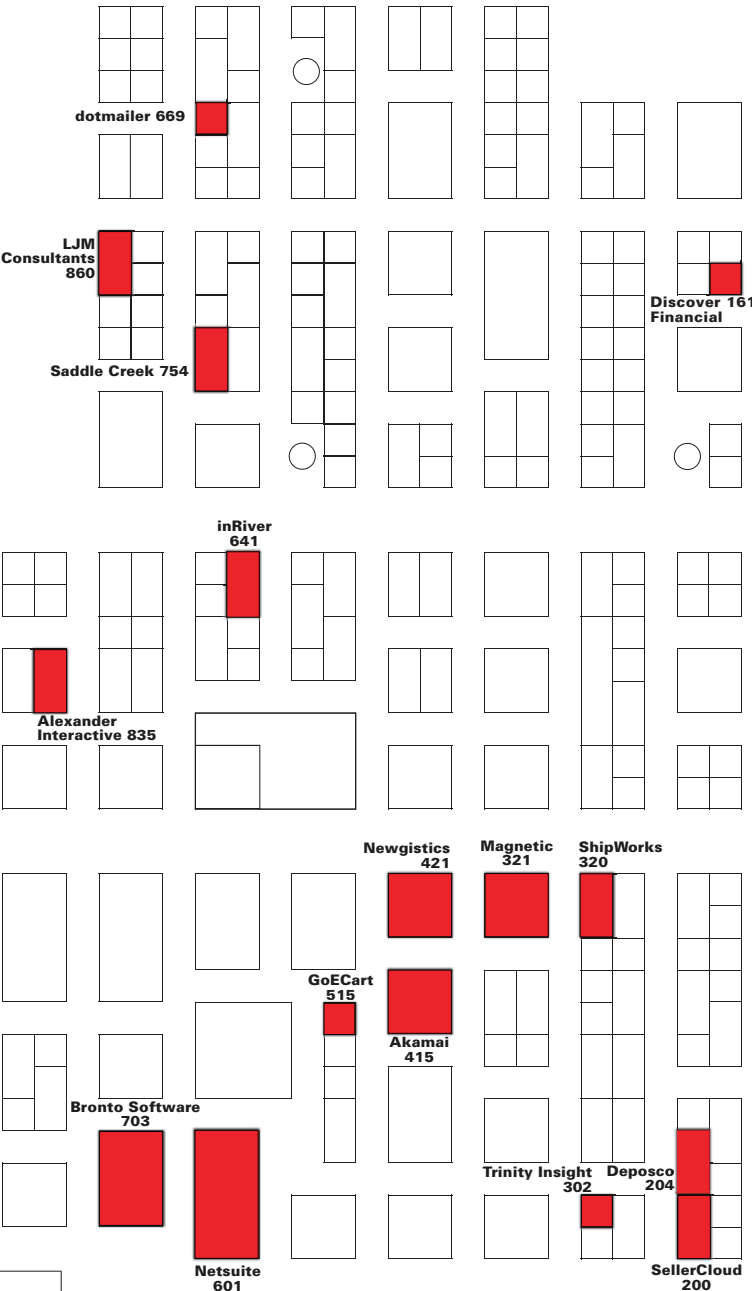 dotmailer 669
LJM
Consultants
860
Discover 161
Financial
Saddle Creek 754
inRiver
641
Alexander
Interactive 835
Newgistics
421
Magnetic
321
ShipWorks
320
GoECart
515
Akamai
415
Bronto Software
703
Trinity Insight
302
Deposco
204
Netsuite
601
SellerCloud
200